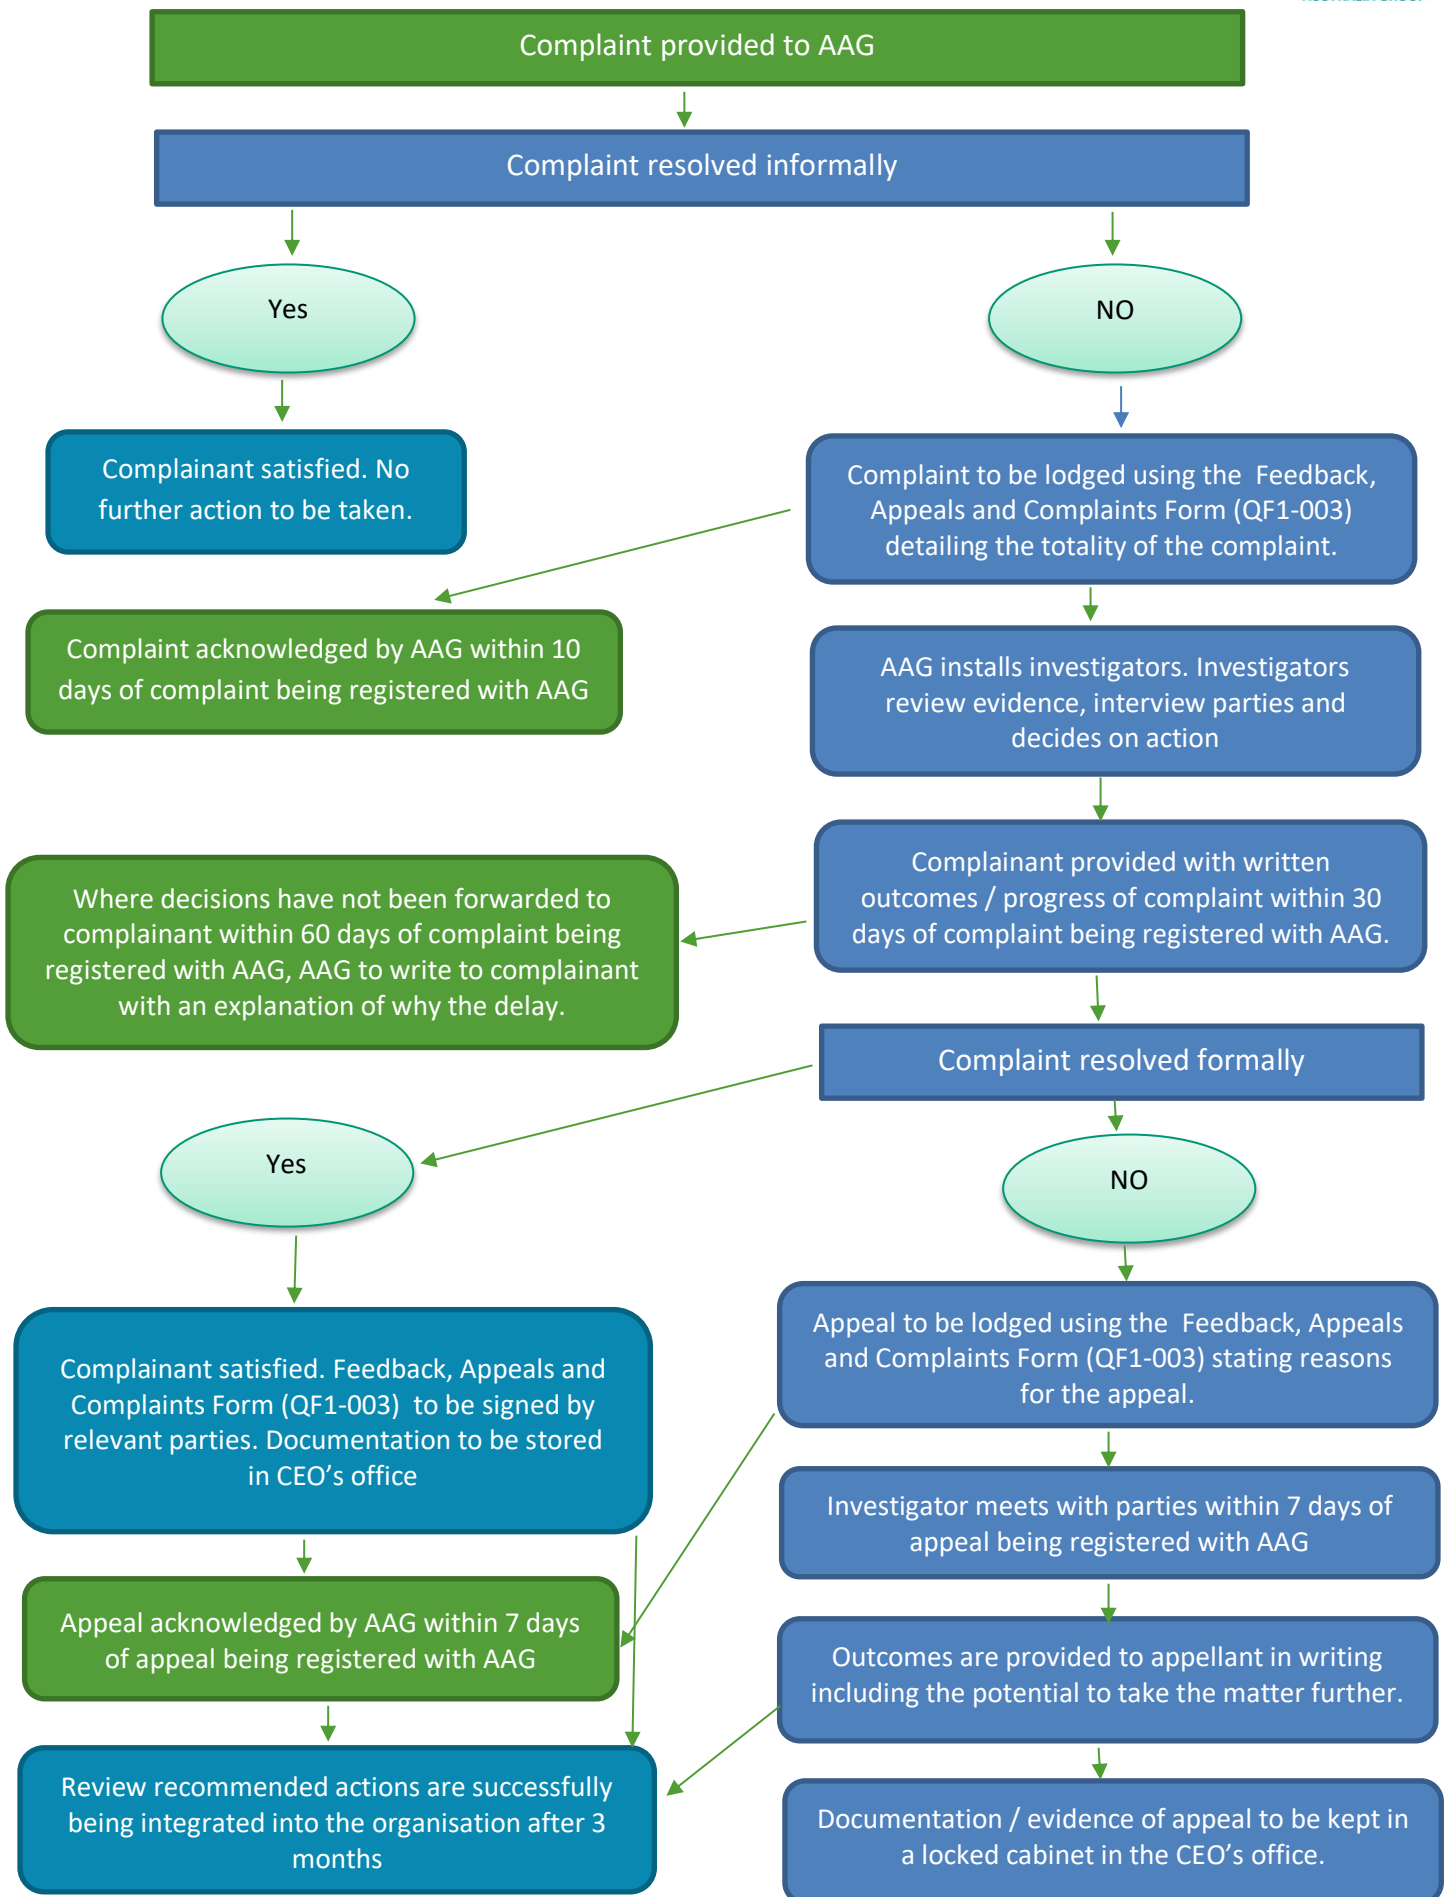 Complaint provided to AAG
Complaint resolved informally
Yes
NO
Complainant satisfied. No
further action to be taken.
Complaint to be lodged using the Feedback,
Appeals and Complaints Form (QF1-003)
detailing the totality of the complaint.
Complaint acknowledged by AAG within 10
days of complaint being registered with AAG
AAG installs investigators. Investigators
review evidence, interview parties and
decides on action
Complainant provided with written
outcomes / progress of complaint within 30
days of complaint being registered with AAG.
Where decisions have not been forwarded to
complainant within 60 days of complaint being
registered with AAG, AAG to write to complainant
with an explanation of why the delay.
Complaint resolved formally
Yes
NO
Complainant satisfied. Feedback, Appeals and
Complaints Form (QF1-003) to be signed by
relevant parties. Documentation to be stored
in CEO’s office
Appeal to be lodged using the Feedback, Appeals
and Complaints Form (QF1-003) stating reasons
for the appeal.
Investigator meets with parties within 7 days of
appeal being registered with AAG
Appeal acknowledged by AAG within 7 days
of appeal being registered with AAG
Outcomes are provided to appellant in writing
including the potential to take the matter further.
Review recommended actions are successfully
being integrated into the organisation after 3
months
Documentation / evidence of appeal to be kept in
a locked cabinet in the CEO’s office.